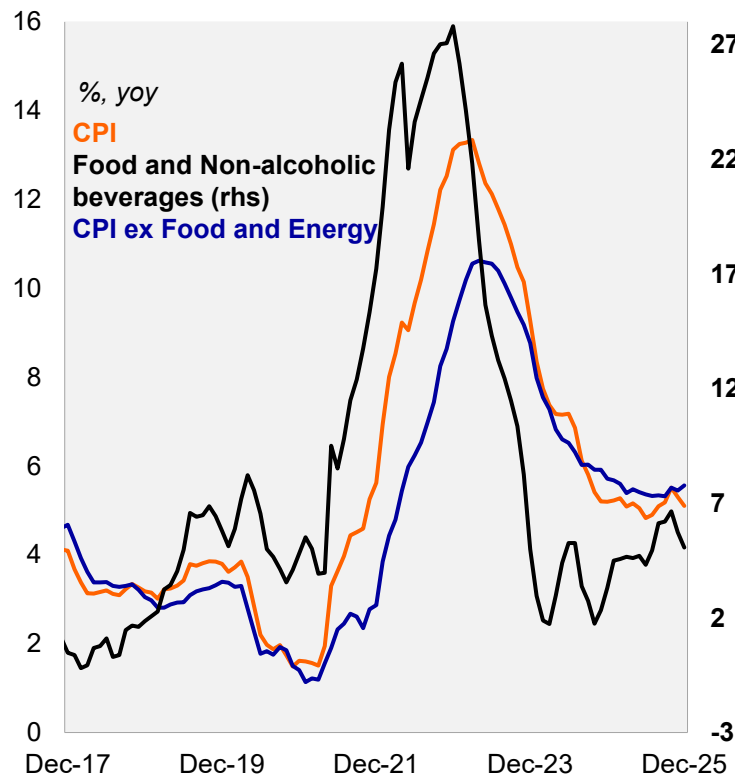 16
14
12
10
8
6
4
2
0
%, yoy
CPI
Food and Non-alcoholic
beverages (rhs)
CPI ex Food and Energy
27
22
17
12
7
2
-3
Dec-17 Dec-19 Dec-21 Dec-23 Dec-25